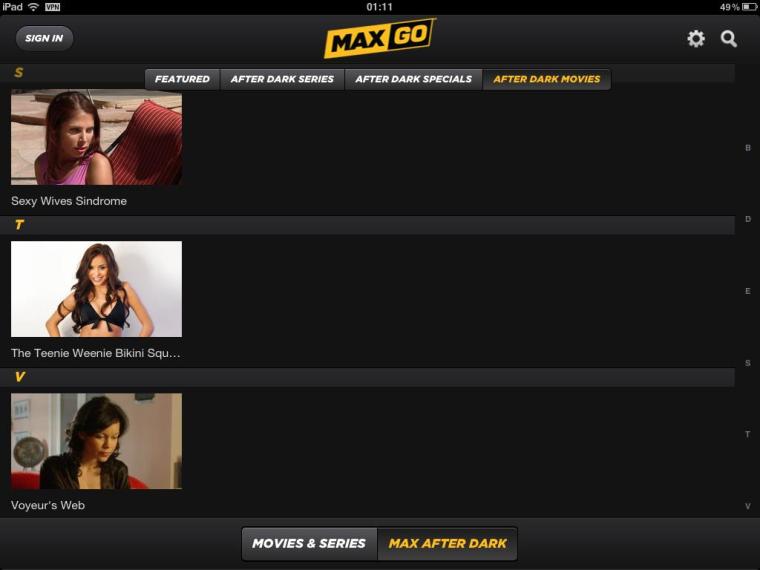 iPad VPN 01:11 49%
SIGN IN
MAX GO
FEATURED AFTER DARK SERIES AFTER DARK SPECIALS AFTER DARK MOVIES
S
Sexy Wives Sindrome
T
The Teenie Weenie Bikini Squ...
V
Voyeur's Web
B
D
E
S
T
V
MOVIES & SERIES MAX AFTER DARK